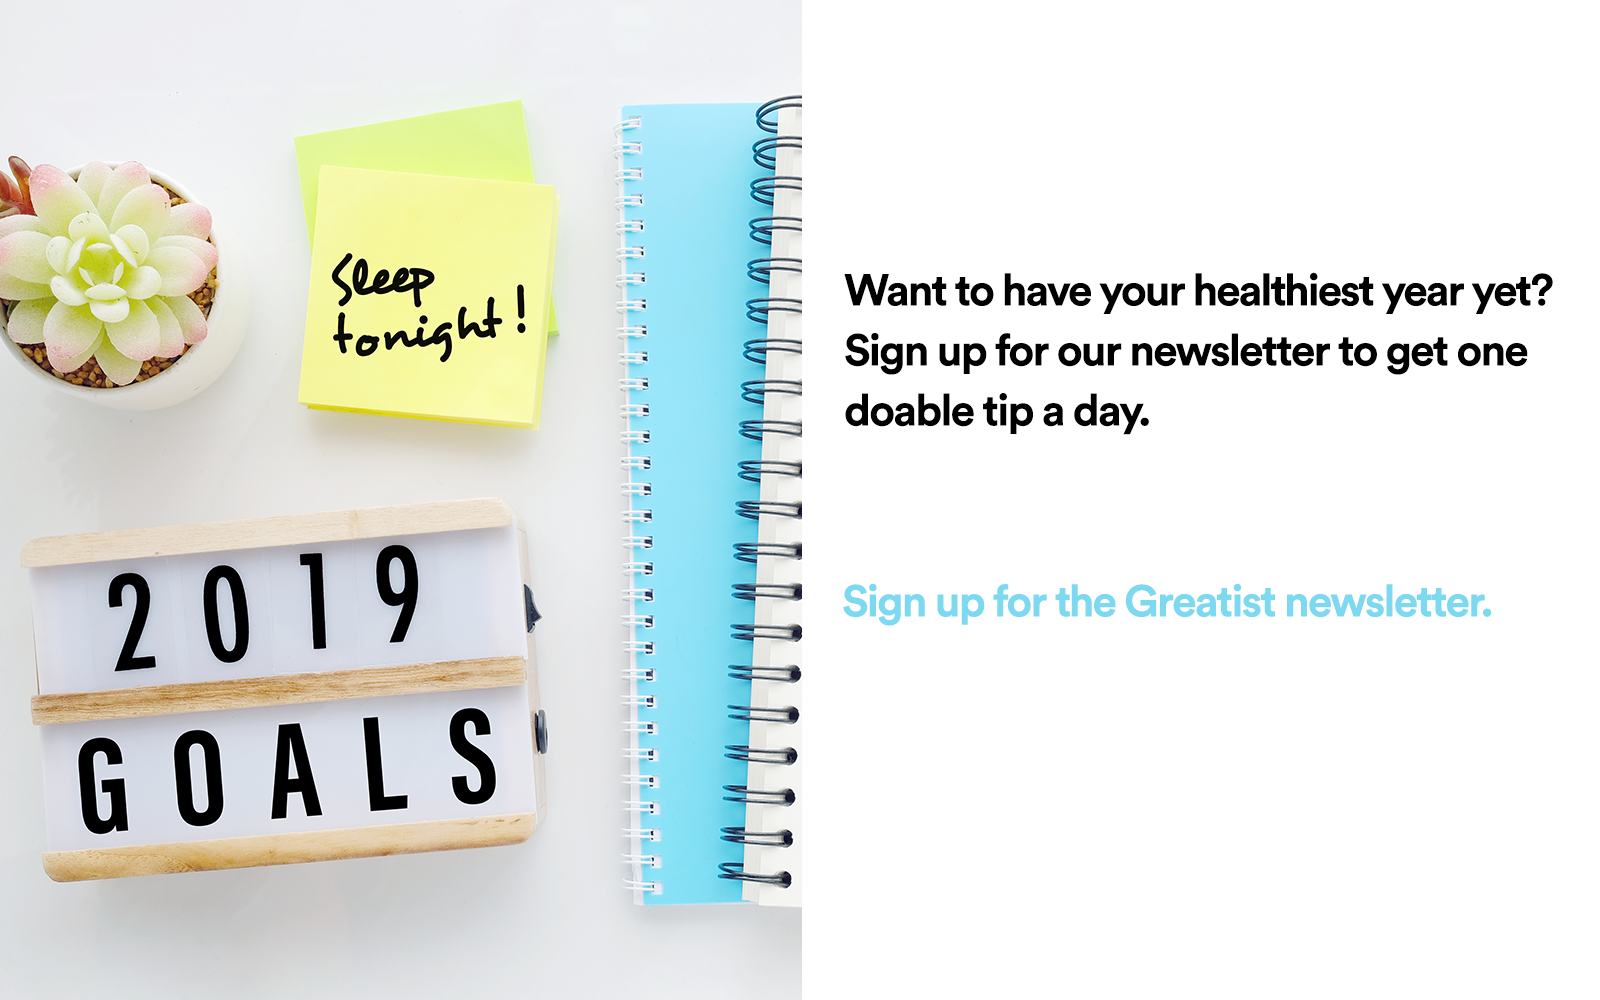 Sleep
tonight!
2019
GOALS
Want to have your healthiest year yet?
Sign up for our newsletter to get one
doable tip a day.
Sign up for the Greatist newsletter.